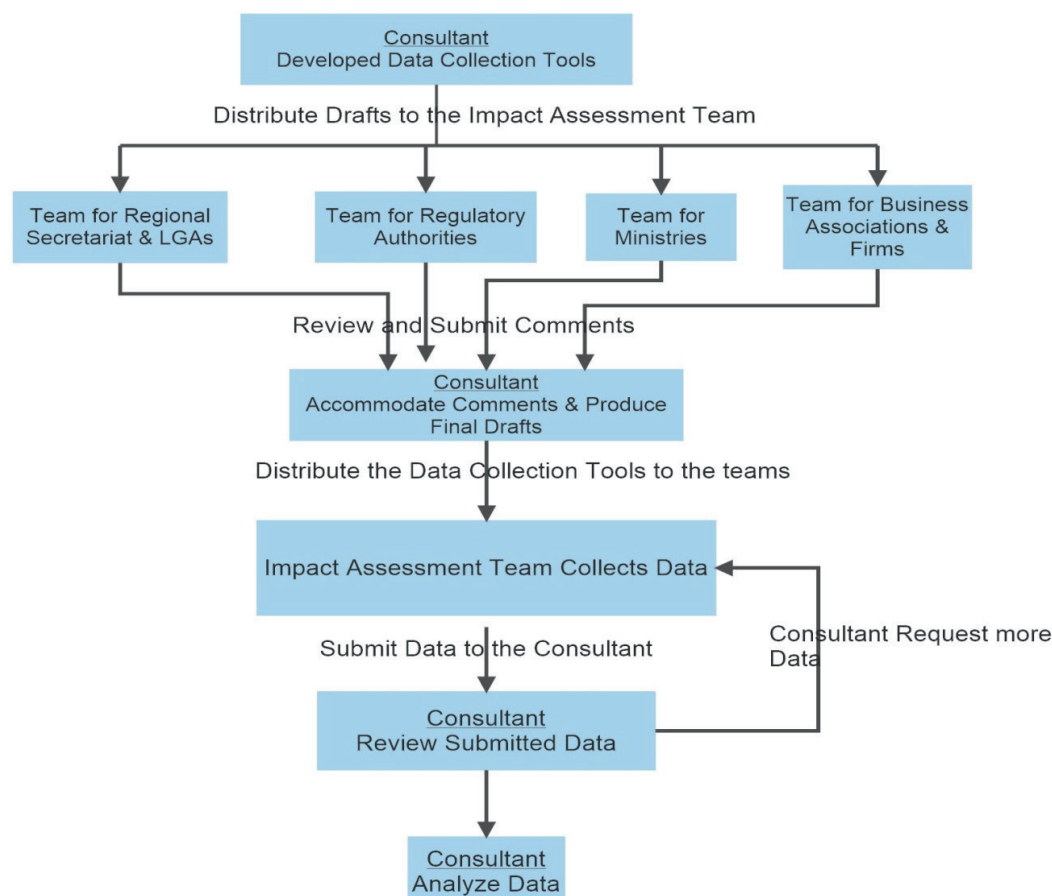 Consultant
Developed Data Collection Tools
Distribute Drafts to the Impact Assessment Team
Team for Regional
Secretariat & LGAs
Team for Regulatory
Authorities
Team for
Ministries
Team for Business
Associations &
Firms
Review and Submit Comments
Consultant
Accommodate Comments & Produce
Final Drafts
Distribute the Data Collection Tools to the teams
Impact Assessment Team Collects Data
Submit Data to the Consultant
Consultant Request more
Data
Consultant
Review Submitted Data
Consultant
Analyze Data